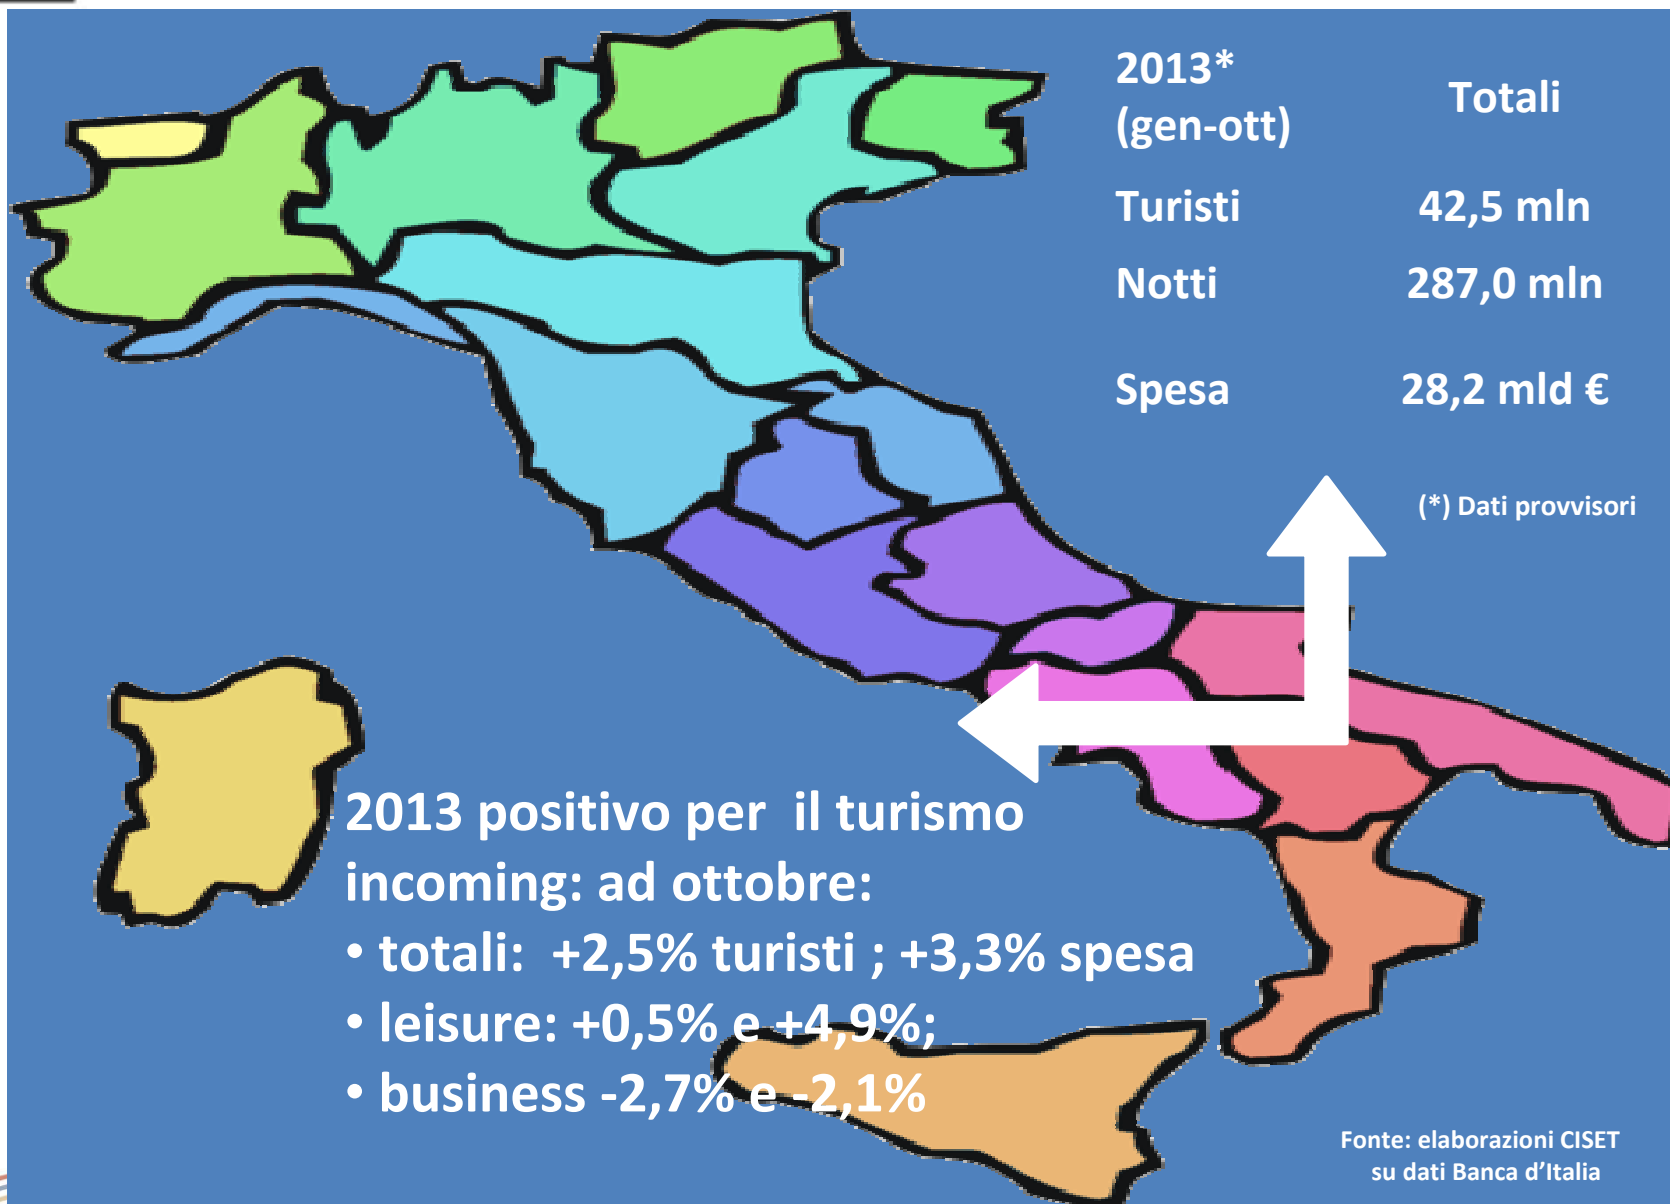 2013*
(gen-ott)
Totali
Turisti 42,5 mln
Notti 287,0 mln
Spesa 28,2 mld €
(*) Dati provvisori
2013 positivo per il turismo
incoming: ad ottobre:
• totali: +2,5% turisti ; +3,3% spesa
• leisure: +0,5% e +4,9%;
• business -2,7% e -2,1%
Fonte: elaborazioni CISET
su dati Banca d’Italia